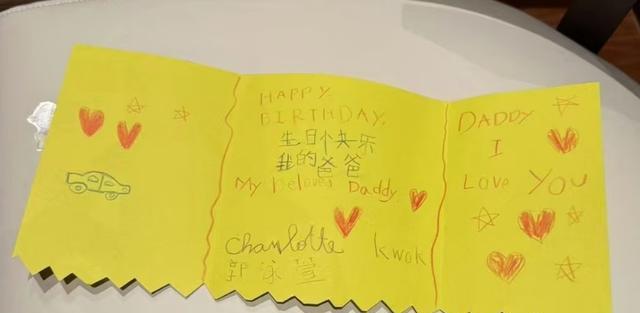 HAPPY
BIRTHDAY.
生日快乐
我的爸爸
My Beloved Daddy
Charlotte Kwok
郭泳
DADDY
I
Love You